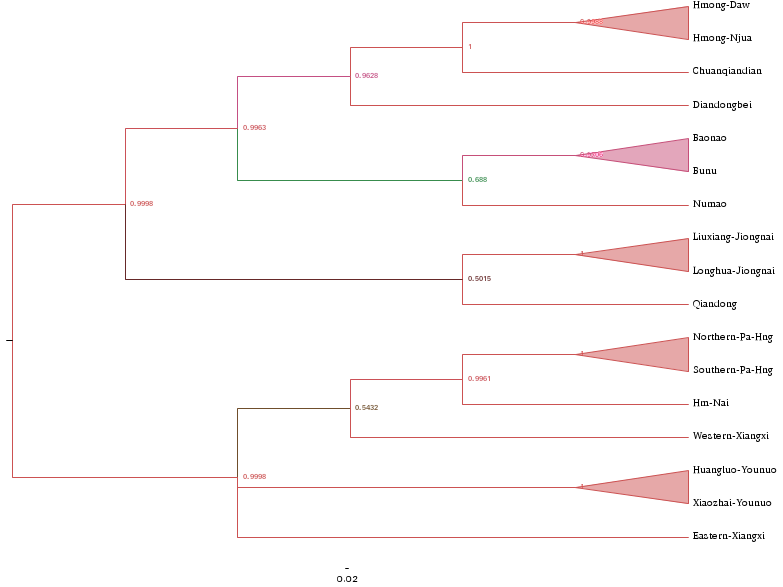 Hmong-Daw
Hmong-Njua
1
Chuanqiandian
0.9628
Diandongbei
0.9963
Baonao
Bunu
0.688
Numao
0.9998
Liuxiang-Jiongnai
1
Longhua-Jiongnai
0.5015
Qiandong
Northern-Pa-Hng
1
Southern-Pa-Hng
0.9961
Hm-Nai
0.5432
Western-Xiangxi
Huangluo-Younuo
0.9998
1
Xiaozhai-Younuo
Eastern-Xiangxi
0.02